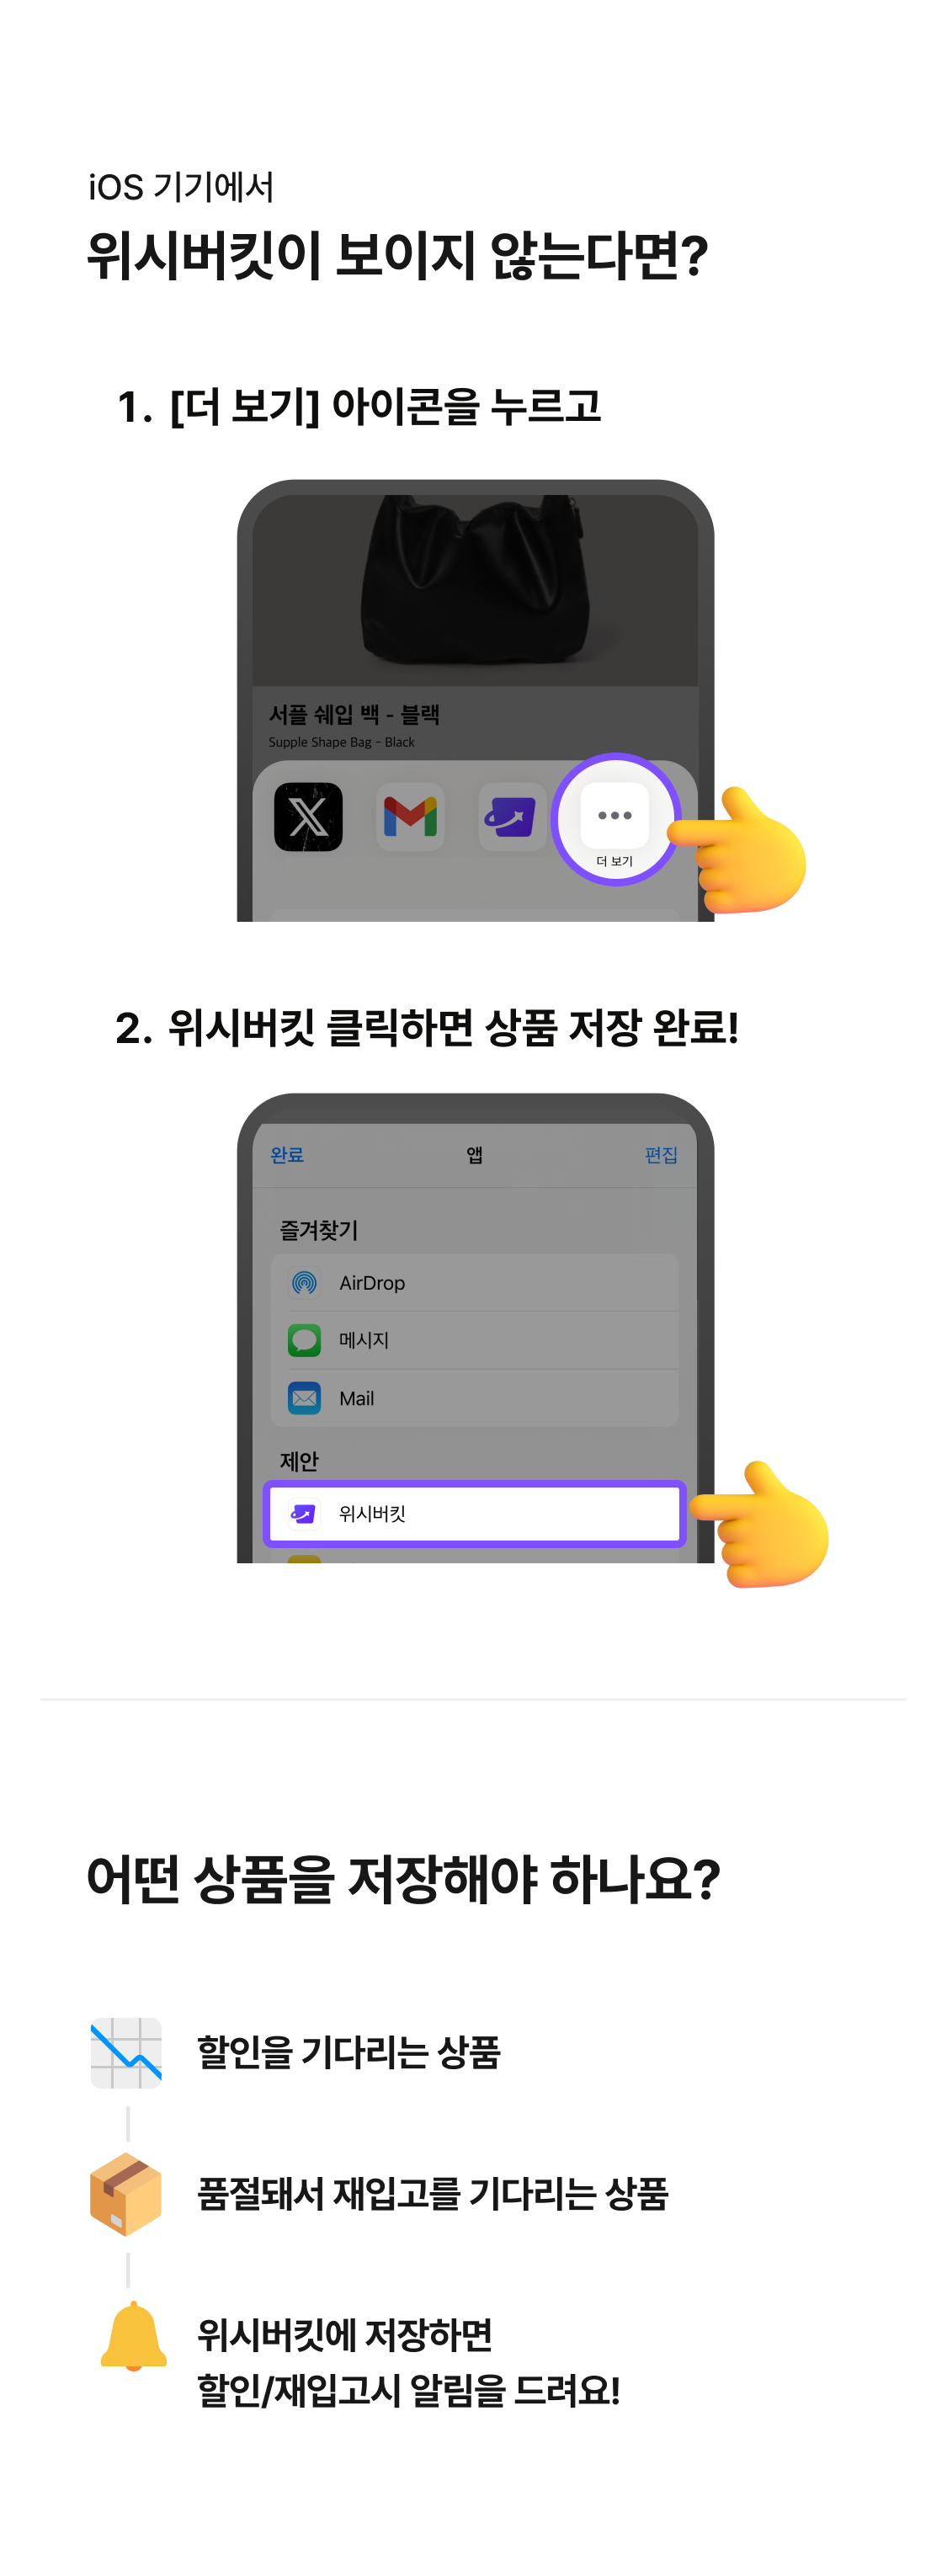 iOS 기기에서
위시버킷이 보이지 않는다면?
1. [더 보기] 아이콘을 누르고
서플 쉐입 백 - 블랙
Supple Shape Bag - Black
더 보기
2. 위시버킷 클릭하면 상품 저장 완료!
완료 앱 편집
즐겨찾기
AirDrop
메시지
Mail
제안
위시버킷
어떤 상품을 저장해야 하나요?
할인을 기다리는 상품
품절돼서 재입고를 기다리는 상품
위시버킷에 저장하면
할인/재입고시 알림을 드려요!